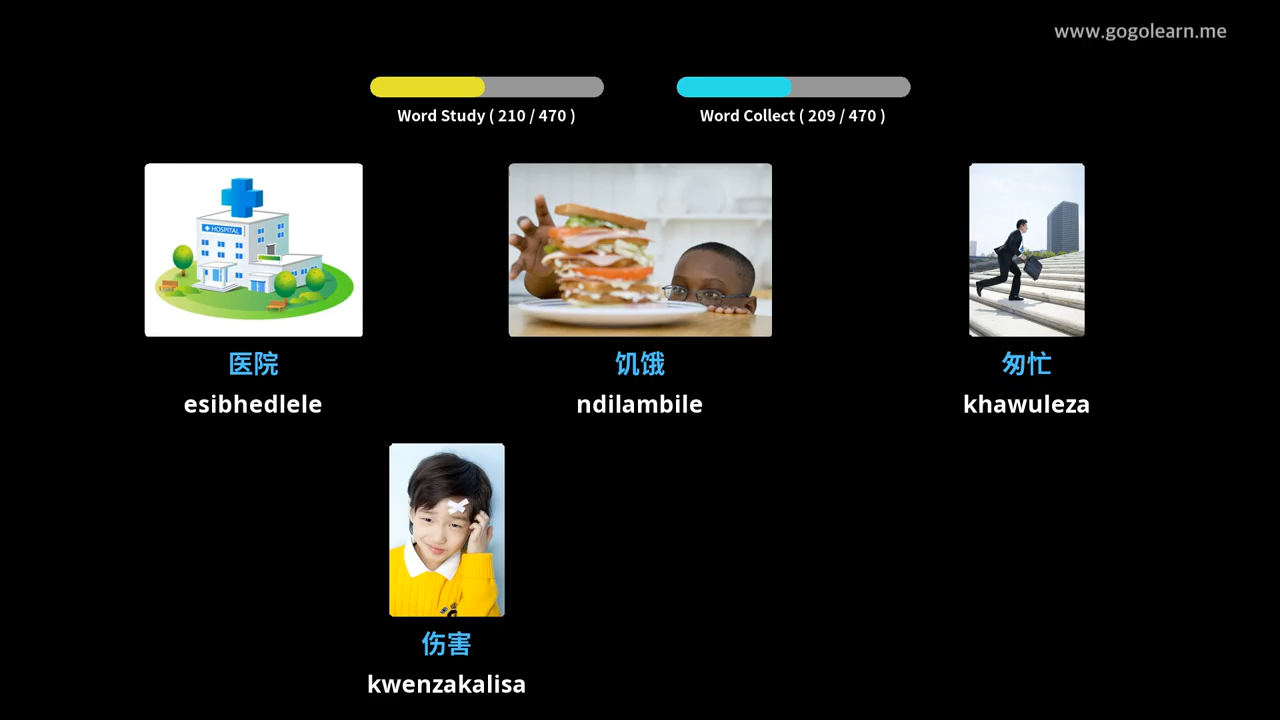 www.gogolearn.me
Word Study ( 210 / 470 )
Word Collect ( 209 / 470 )
HOSPITAL
医院
饥饿
匆忙
esibhedlele
ndilambile
khawuleza
伤害
kwenzakalisa